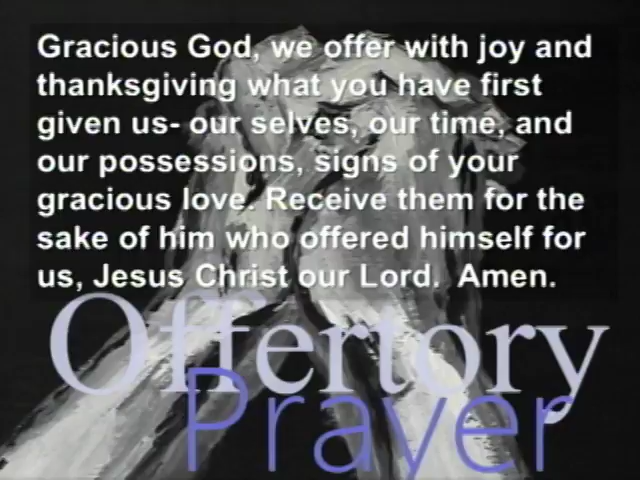 Gracious God, we offer with joy and
thanksgiving what you have first
given us- our selves, our time, and
our possessions, signs of your
gracious love. Receive them for the
sake of him who offered himself for
us, Jesus Christ our Lord.  Amen.
Offertory
Prayer